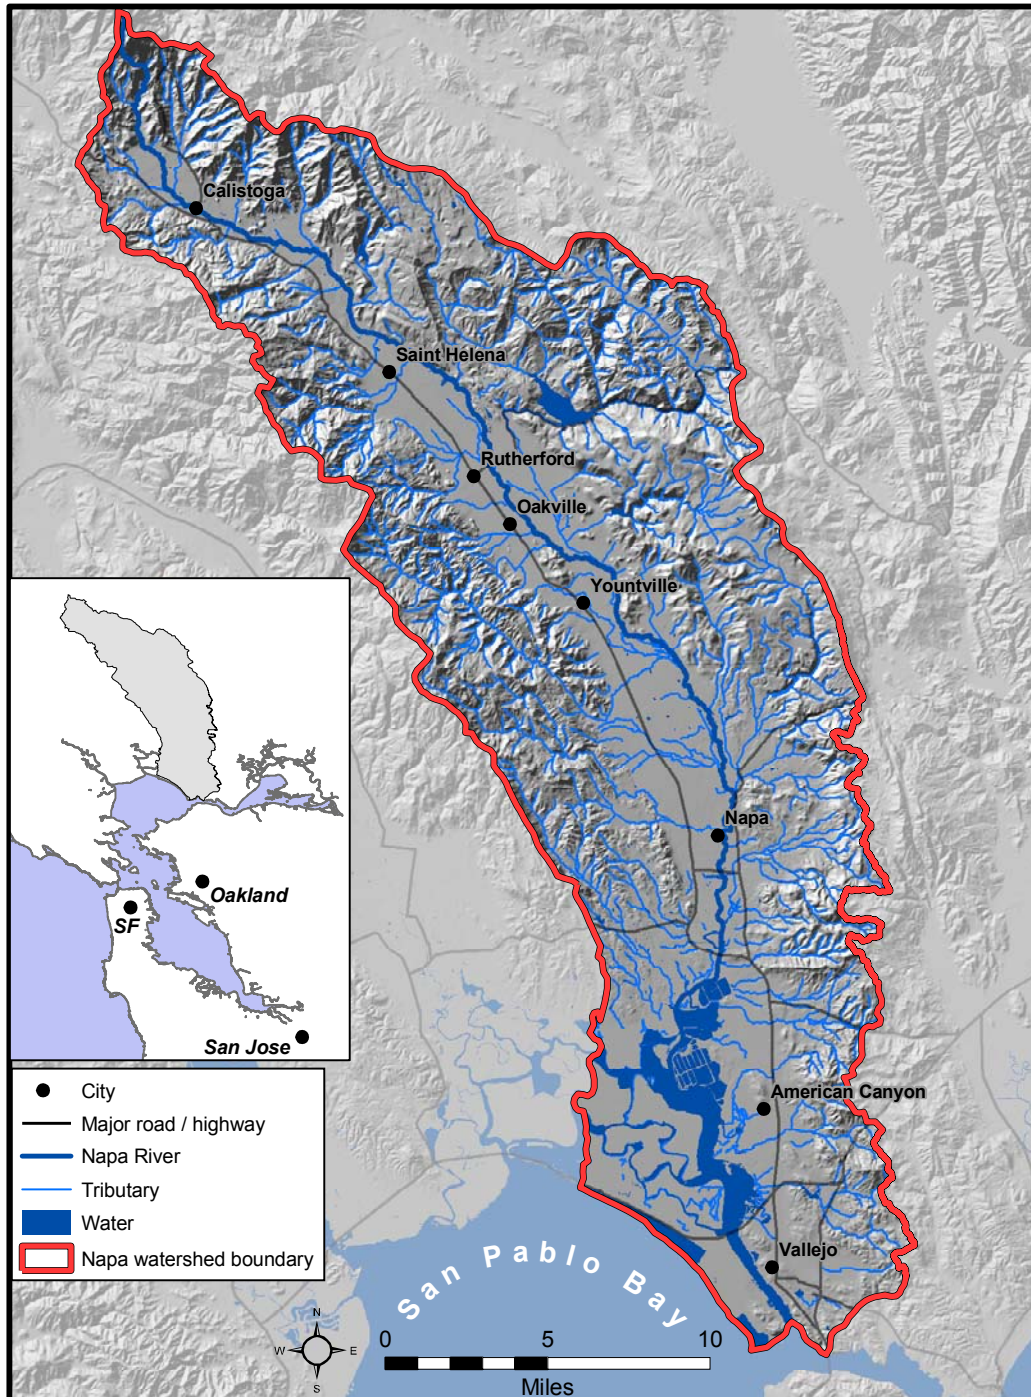 Calistoga
Saint Helena
Rutherford
Oakville
Yountville
Napa
American Canyon
Vallejo
San Pablo Bay
Oakland
SF
San Jose
City
Major road / highway
Napa River
Tributary
Water
Napa watershed boundary
N
W E
S
0 5 10
Miles